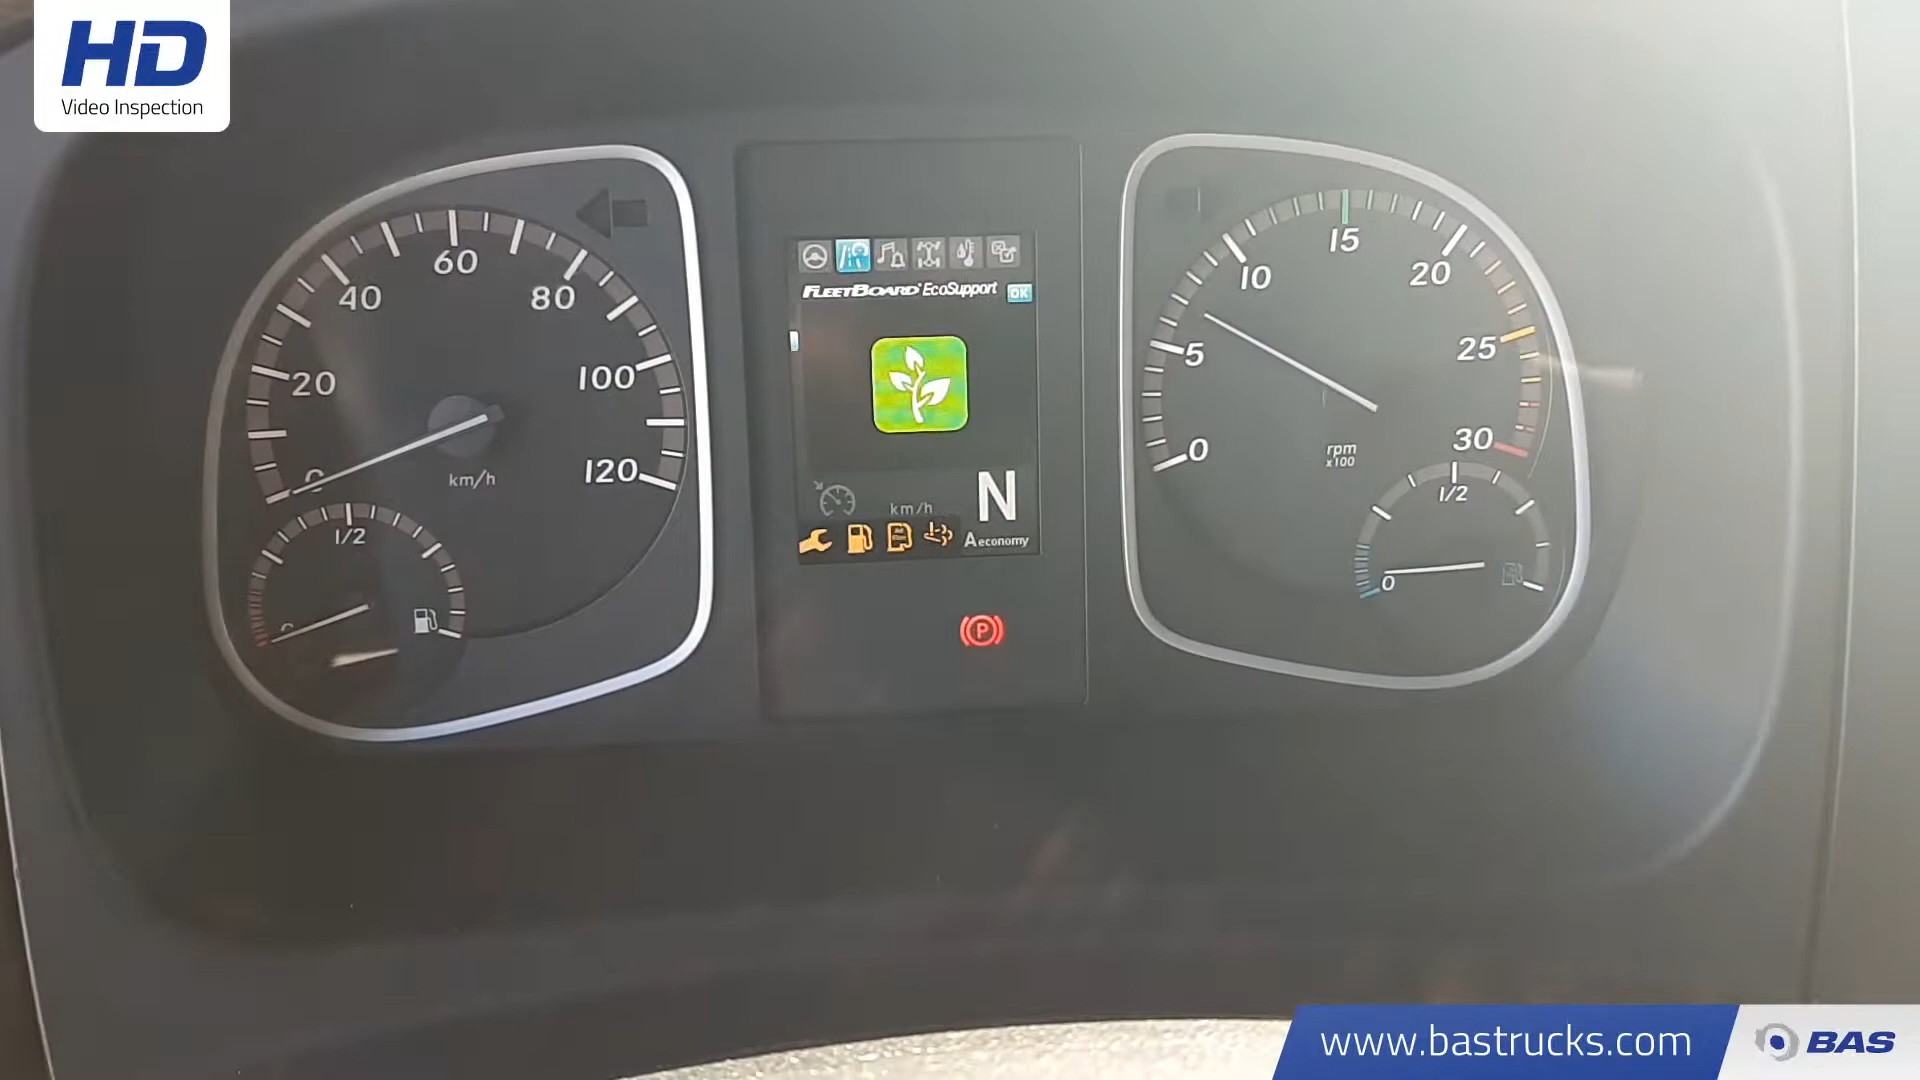 HD
Video Inspection
60
40
80
20
100
120
km/h
1/2
FLEETBOARD EcoSupport OK
km/h
N
A economy
P
15
10
20
5
25
0
30
rpm
x100
1/2
0
www.bastrucks.com
BAS